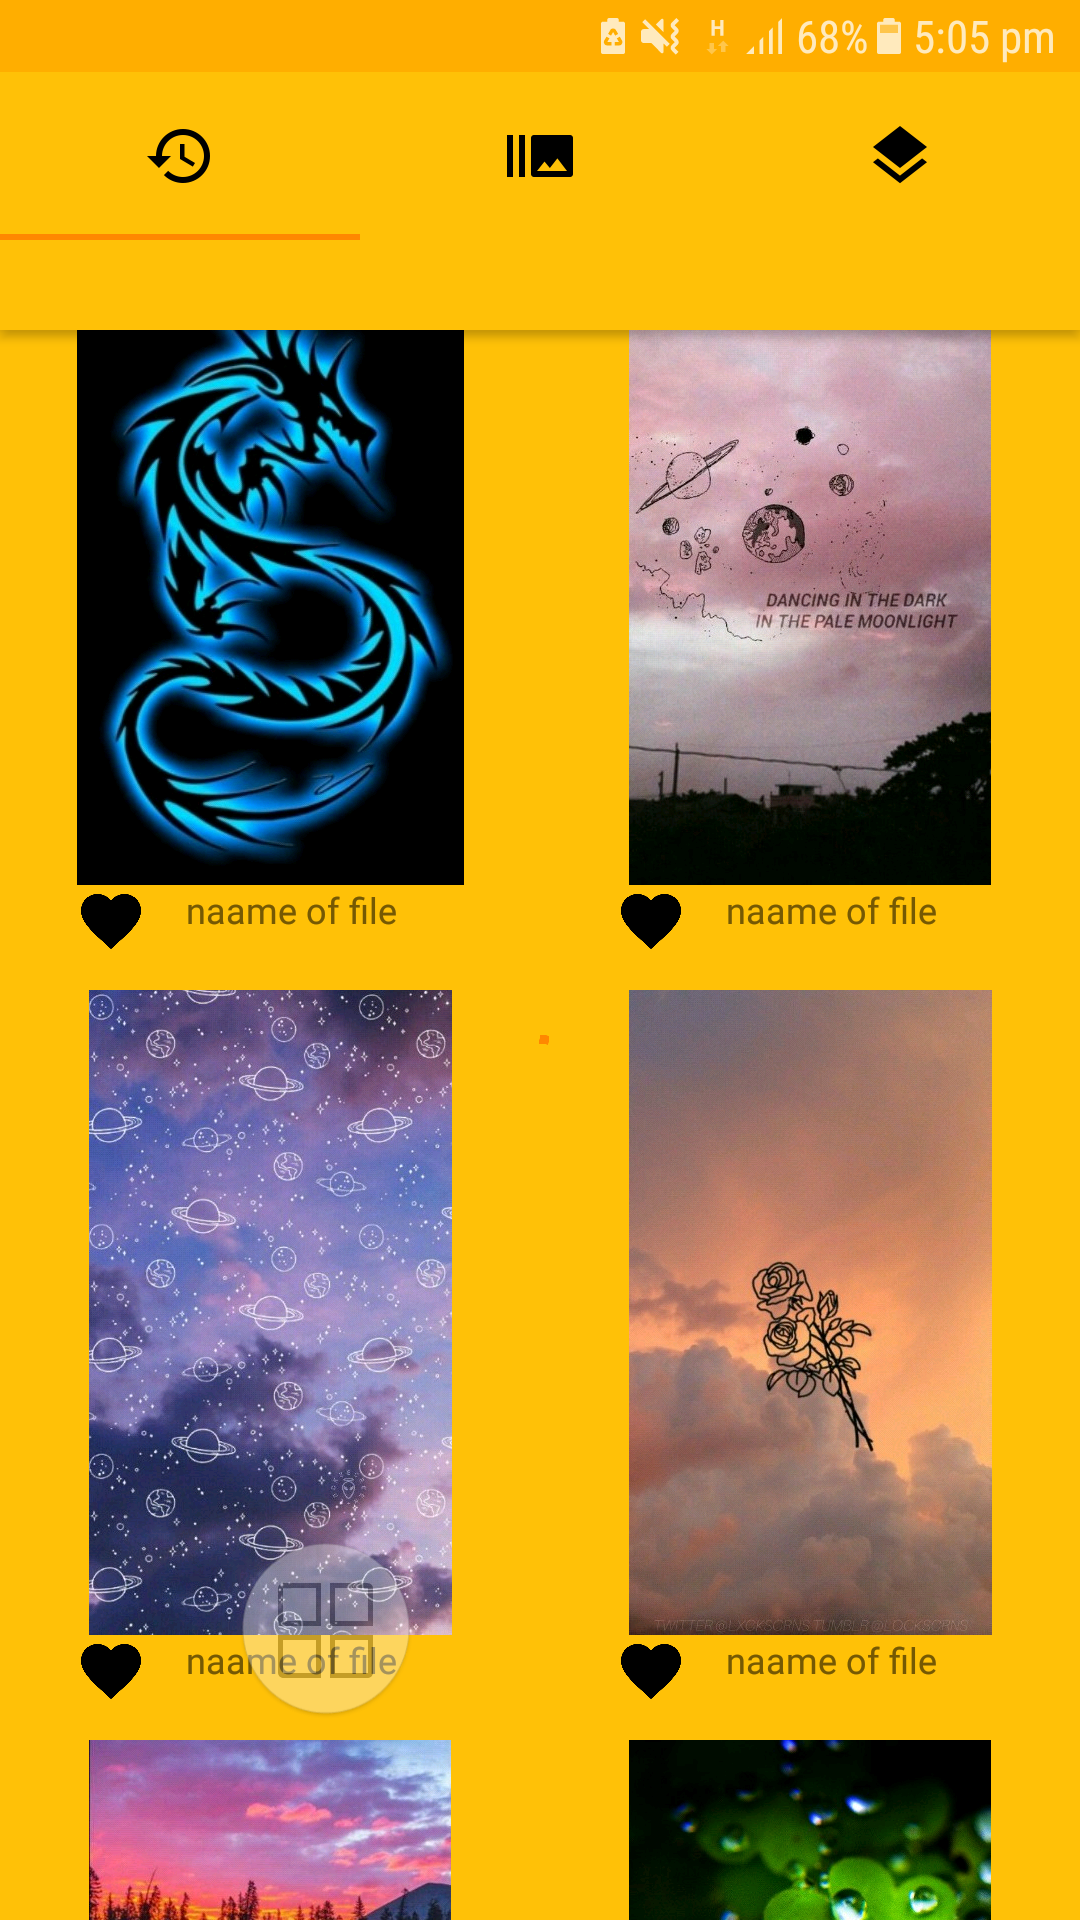 H 68% 5:05 pm
DANCING IN THE DARK
IN THE PALE MOONLIGHT
naame of file
naame of file
TWITTER@LXCKSCRNS TUMBLR@LOCKSCRNS
naame of file
naame of file